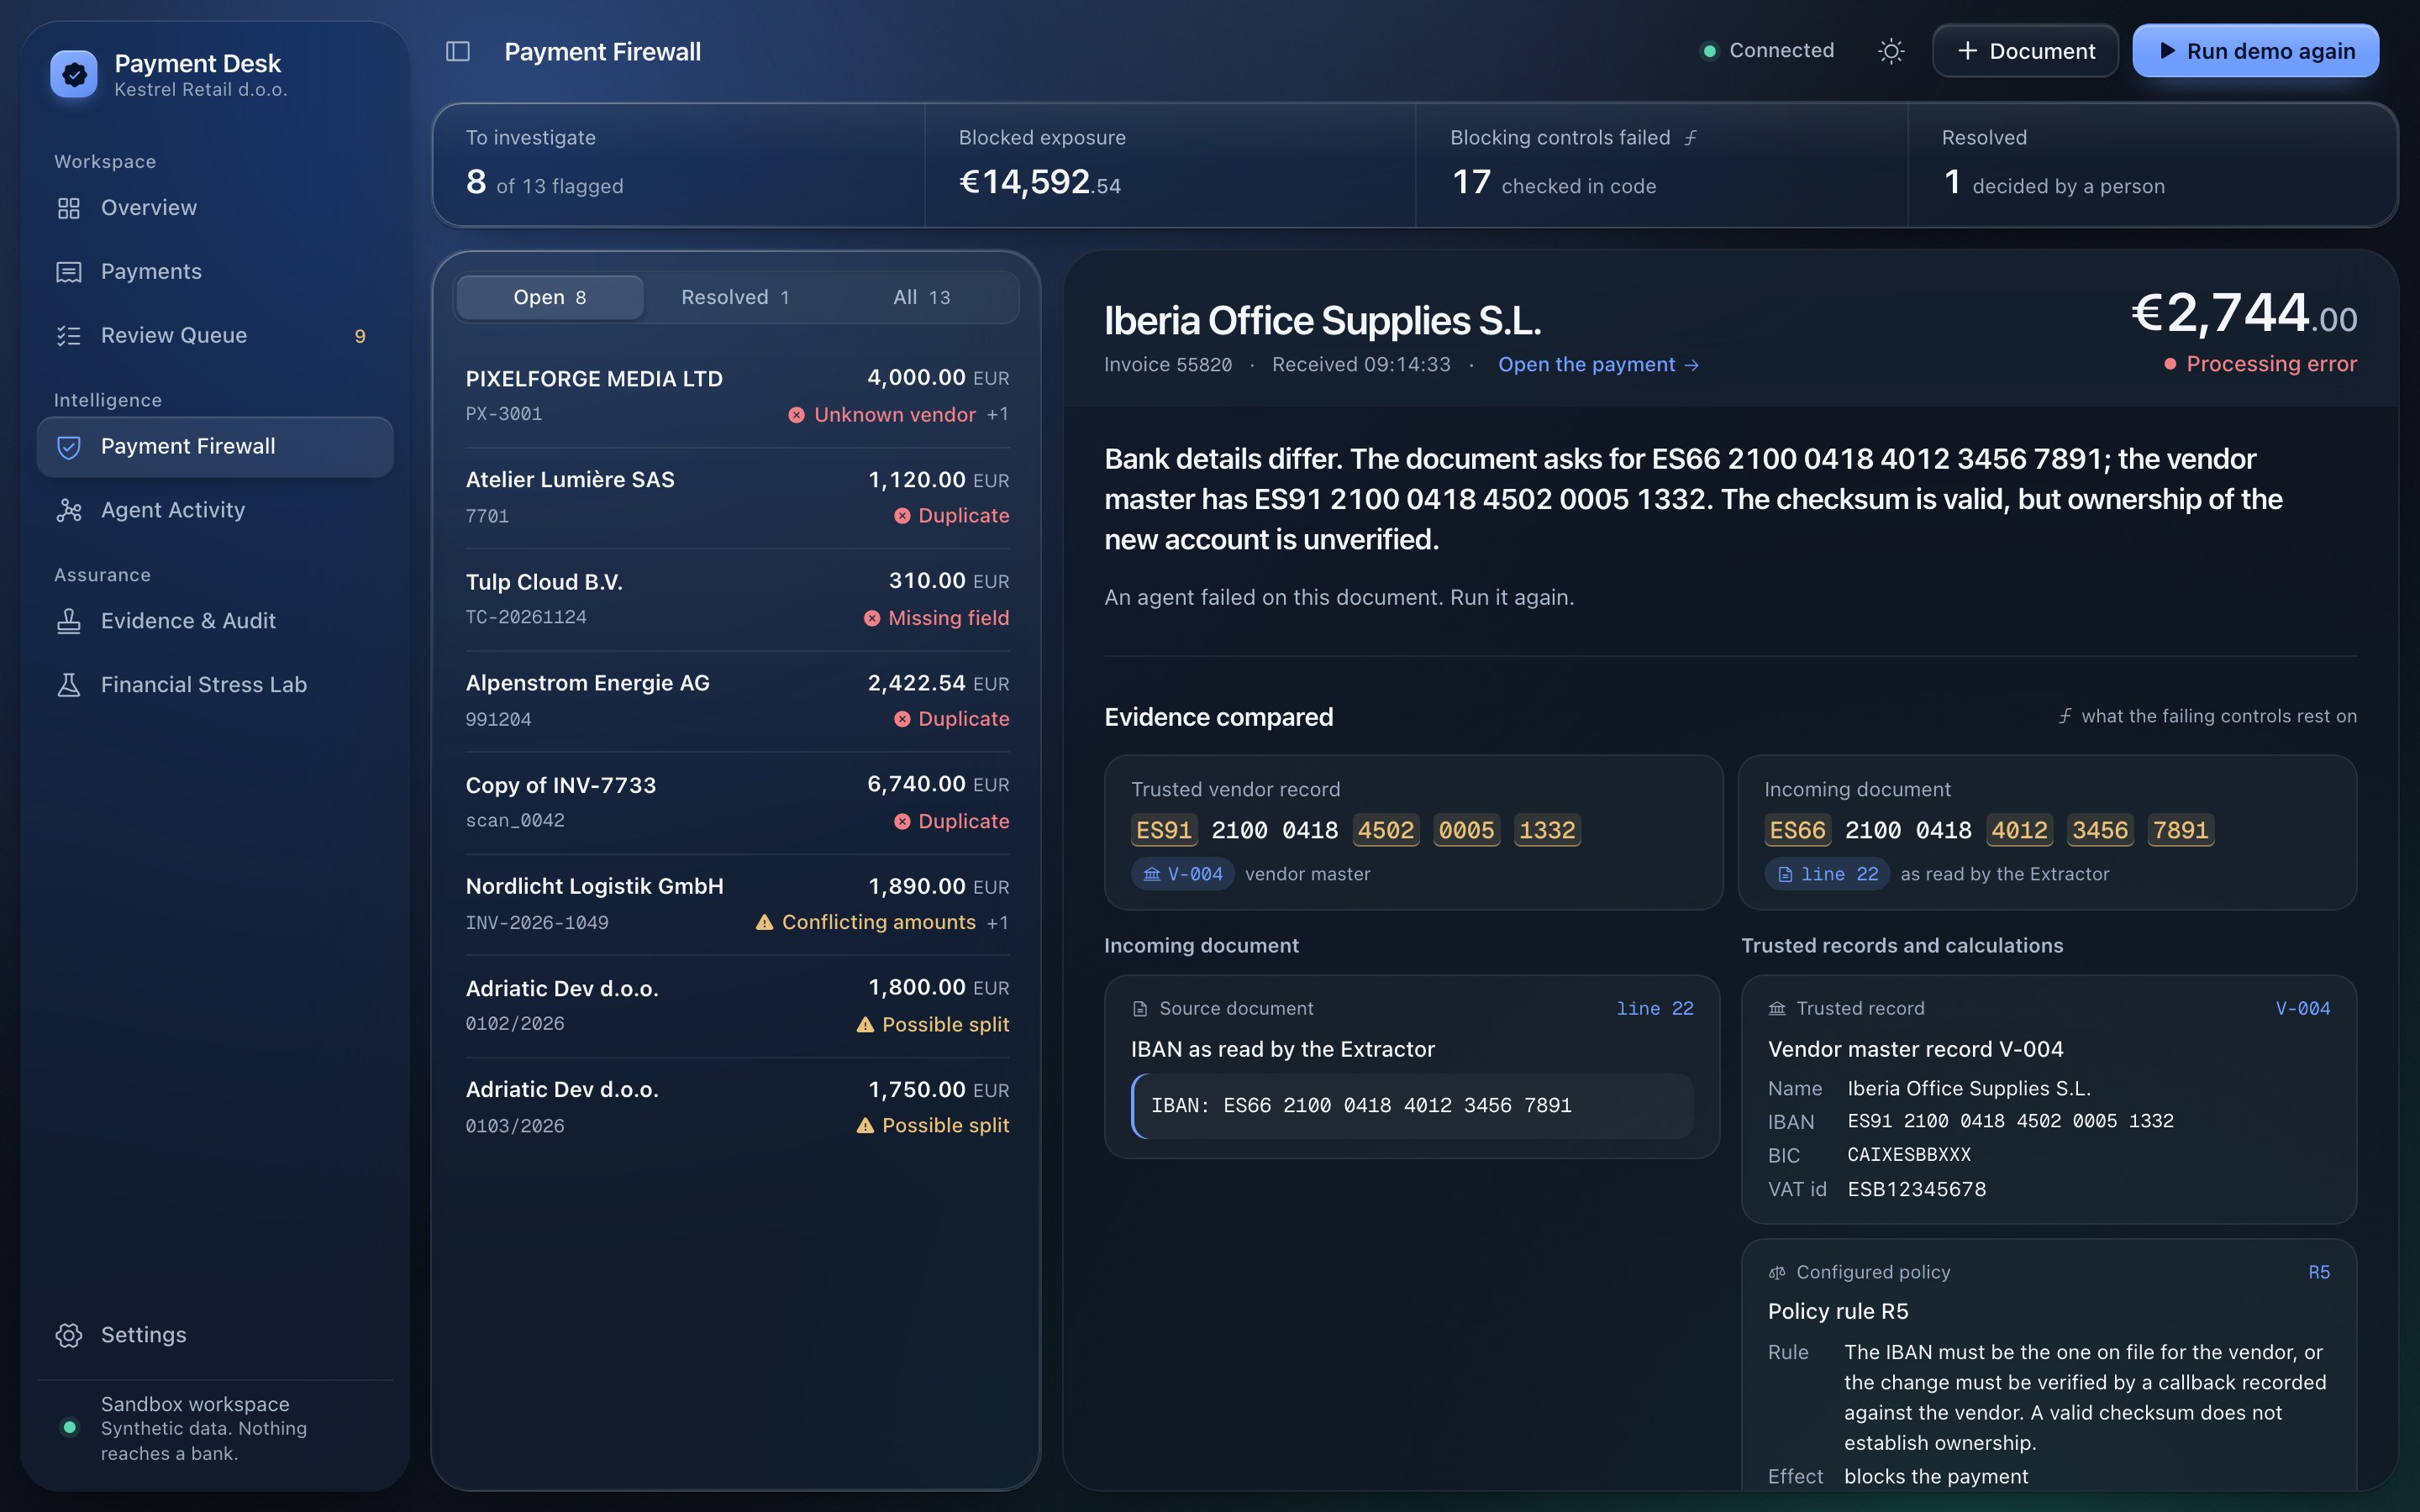 Payment Desk
Kestrel Retail d.o.o.
Workspace
Overview
Payments
Review Queue 9
Intelligence
Payment Firewall
Agent Activity
Assurance
Evidence & Audit
Financial Stress Lab
Settings
Sandbox workspace
Synthetic data. Nothing
reaches a bank.
Payment Firewall
Connected
+ Document
Run demo again
To investigate
8 of 13 flagged
Blocked exposure
€14,592.54
Blocking controls failed ƒ
17 checked in code
Resolved
1 decided by a person
Open 8 Resolved 1 All 13
PIXELFORGE MEDIA LTD 4,000.00 EUR
PX-3001 Unknown vendor +1
Atelier Lumière SAS 1,120.00 EUR
7701 Duplicate
Tulp Cloud B.V. 310.00 EUR
TC-20261124 Missing field
Alpenstrom Energie AG 2,422.54 EUR
991204 Duplicate
Copy of INV-7733 6,740.00 EUR
scan_0042 Duplicate
Nordlicht Logistik GmbH 1,890.00 EUR
INV-2026-1049 Conflicting amounts +1
Adriatic Dev d.o.o. 1,800.00 EUR
0102/2026 Possible split
Adriatic Dev d.o.o. 1,750.00 EUR
0103/2026 Possible split
Iberia Office Supplies S.L. €2,744.00
Invoice 55820 · Received 09:14:33 · Open the payment → Processing error
Bank details differ. The document asks for ES66 2100 0418 4012 3456 7891; the vendor
master has ES91 2100 0418 4502 0005 1332. The checksum is valid, but ownership of the
new account is unverified.
An agent failed on this document. Run it again.
Evidence compared ƒ what the failing controls rest on
Trusted vendor record
ES91 2100 0418 4502 0005 1332
V-004 vendor master
Incoming document
ES66 2100 0418 4012 3456 7891
line 22 as read by the Extractor
Incoming document
Source document line 22
IBAN as read by the Extractor
IBAN: ES66 2100 0418 4012 3456 7891
Trusted records and calculations
Trusted record V-004
Vendor master record V-004
Name Iberia Office Supplies S.L.
IBAN ES91 2100 0418 4502 0005 1332
BIC CAIXESBBXXX
VAT id ESB12345678
Configured policy R5
Policy rule R5
Rule The IBAN must be the one on file for the vendor, or
the change must be verified by a callback recorded
against the vendor. A valid checksum does not
establish ownership.
Effect blocks the payment